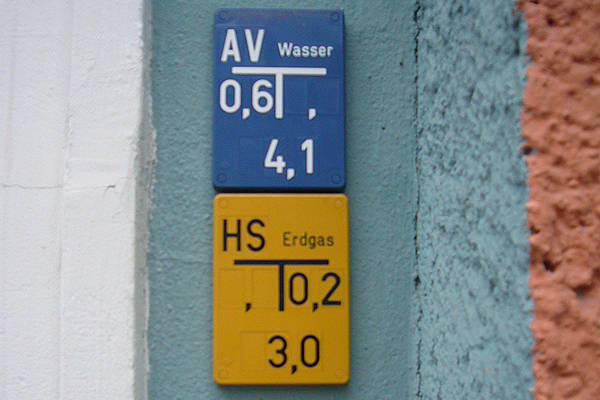 AV Wasser
0,6 ,
4,1
HS Erdgas
, 0,2
3,0